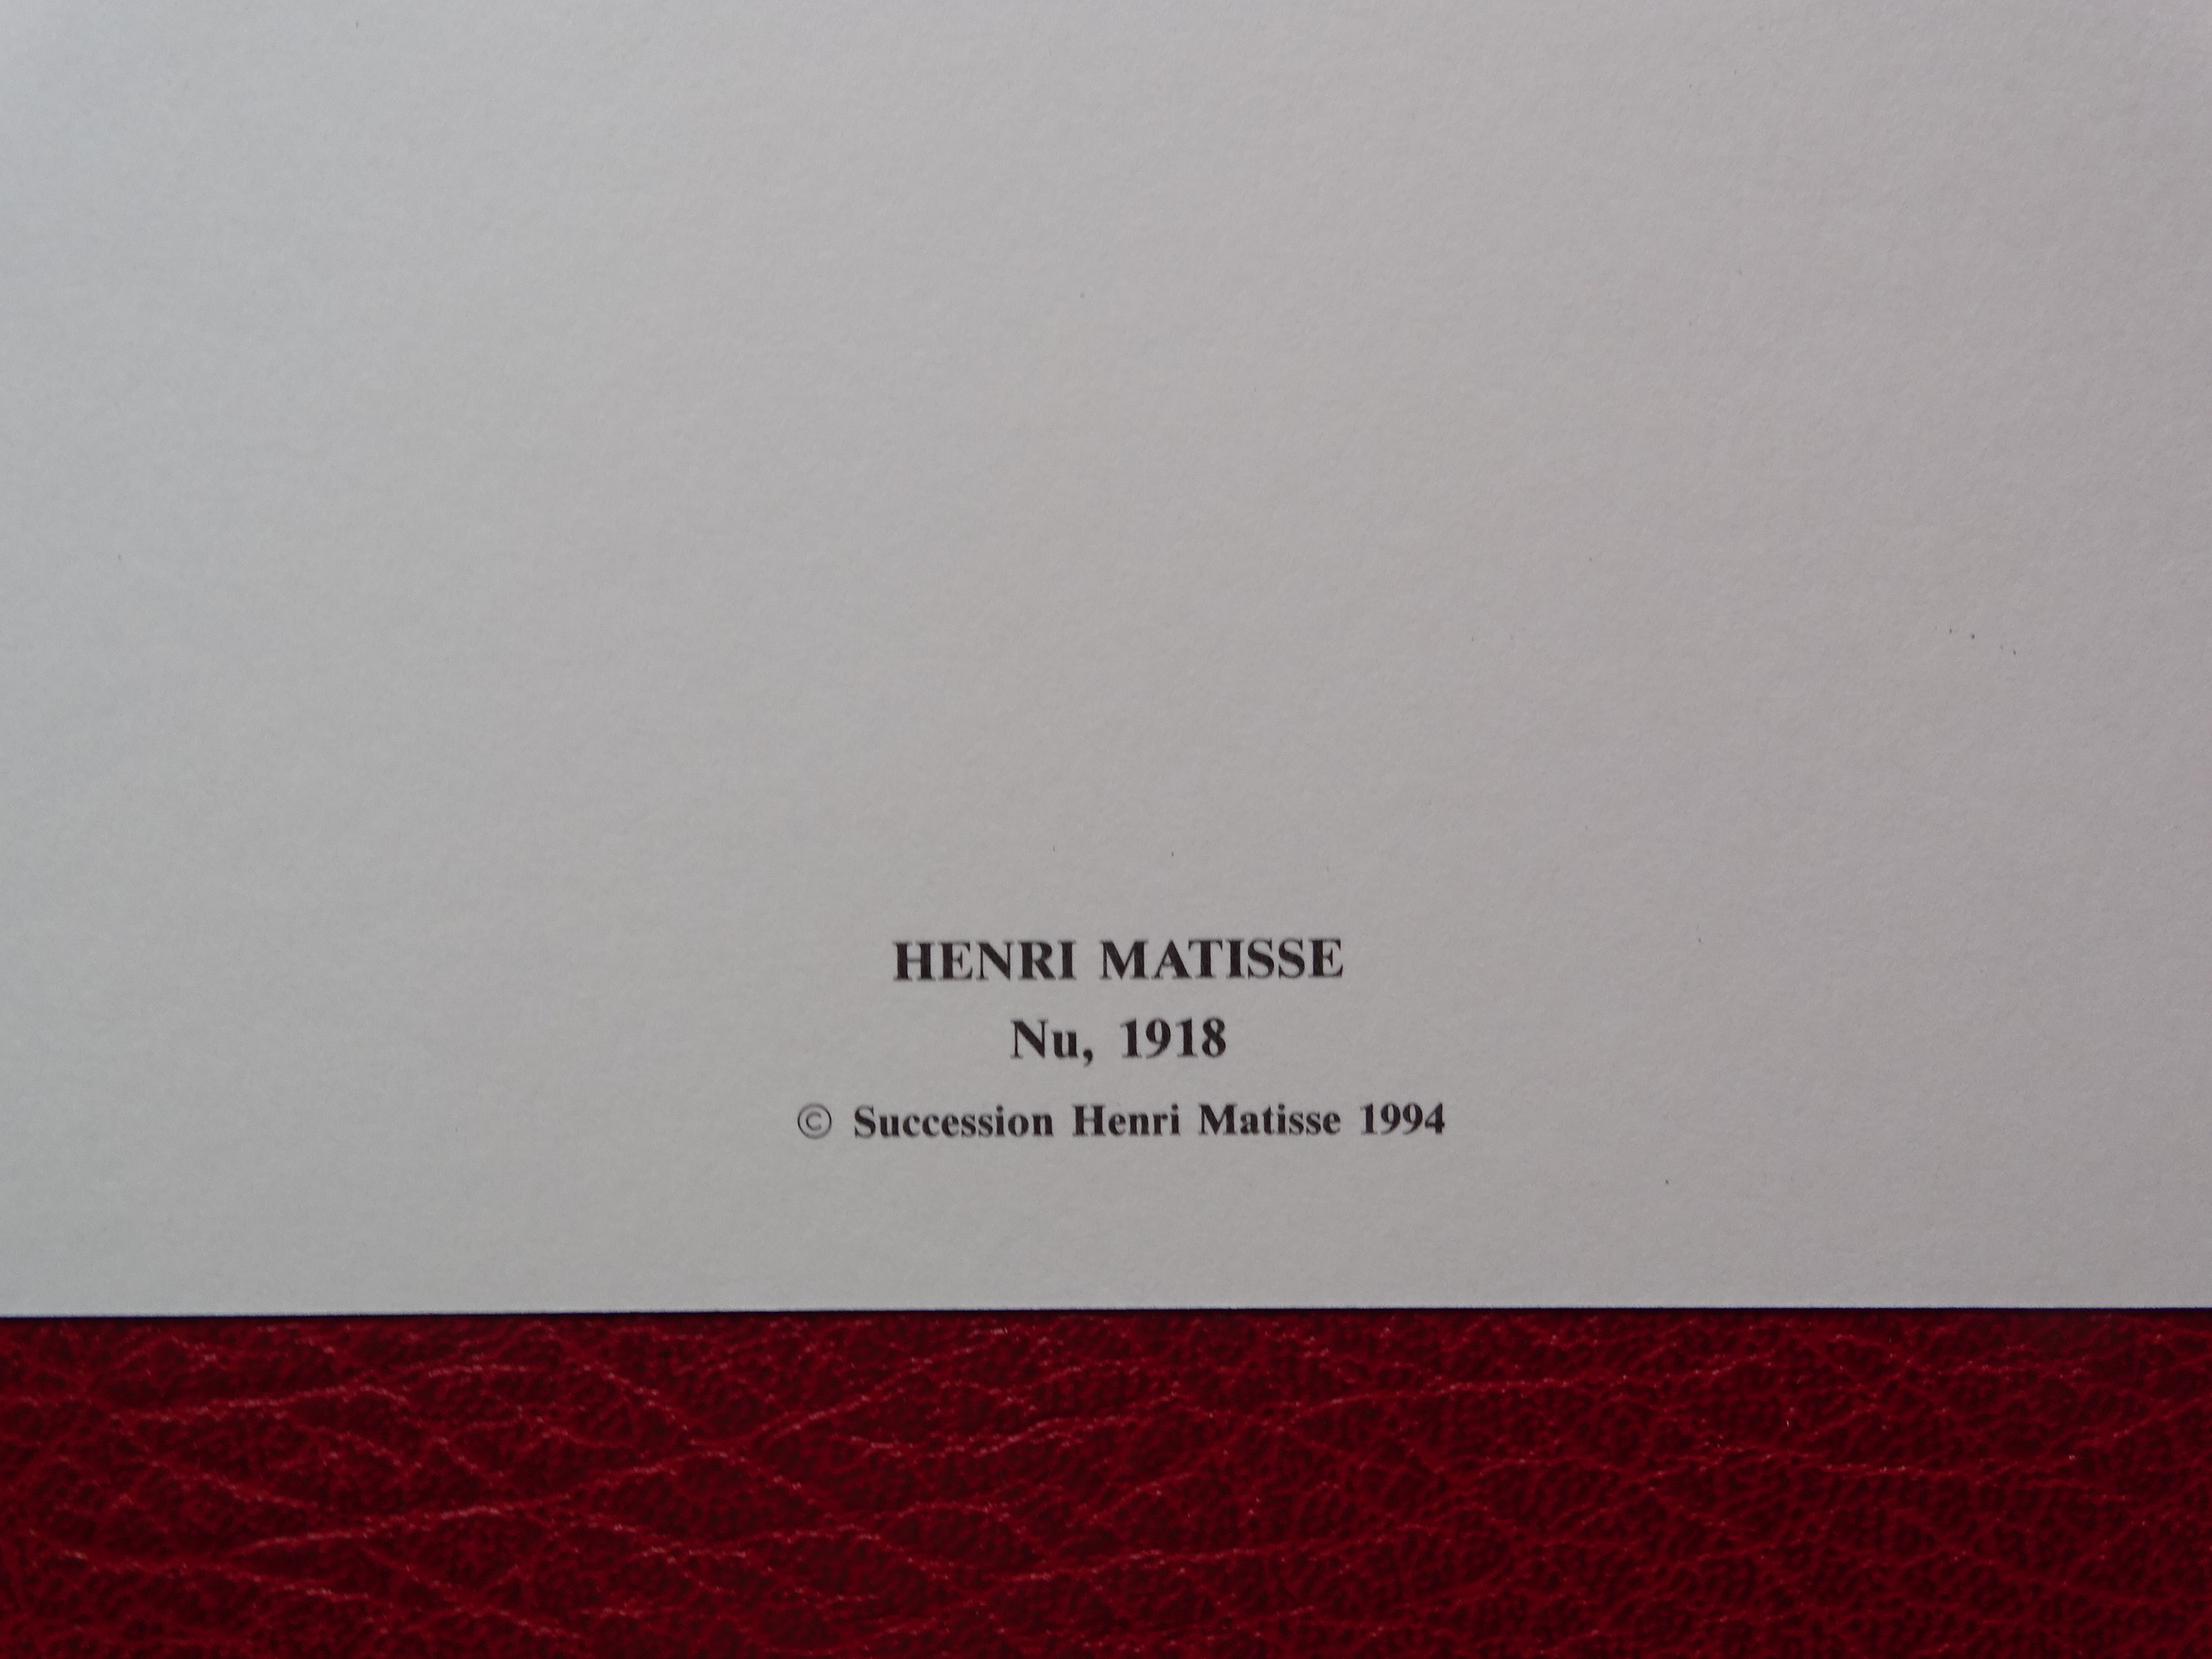 HENRI MATISSE
Nu, 1918
© Succession Henri Matisse 1994